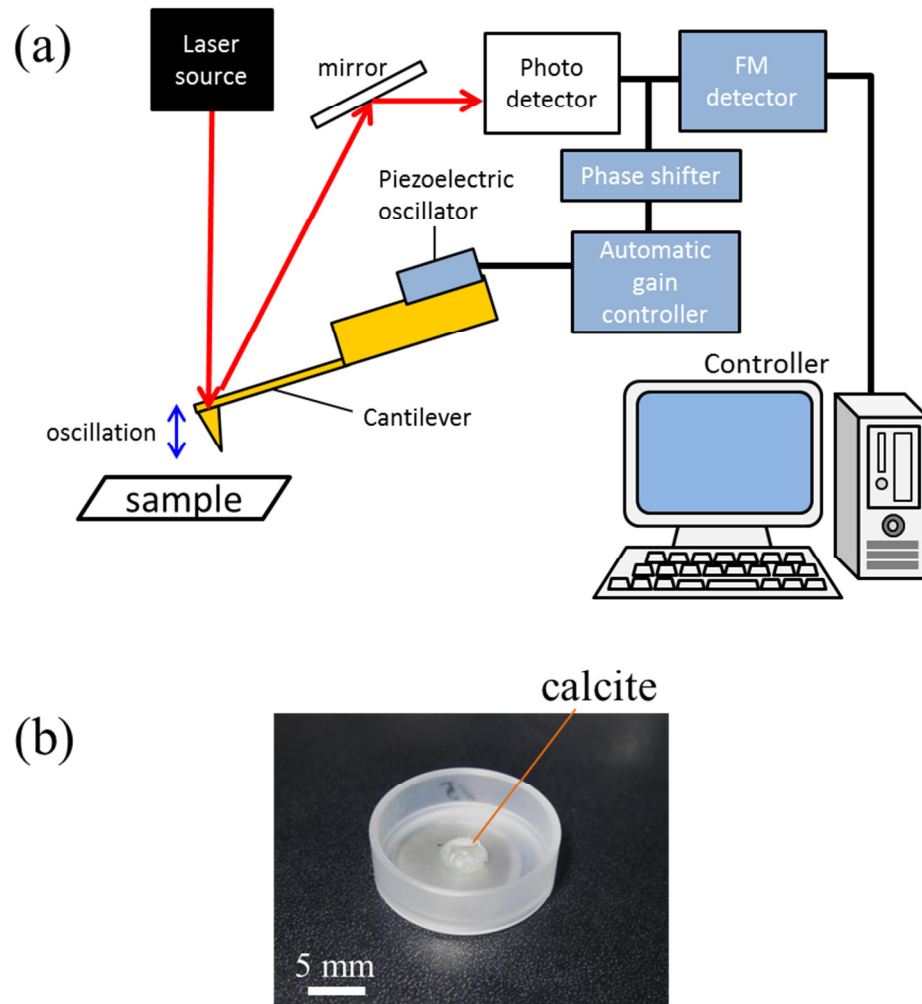 (a)
Laser
source
mirror
Photo
detector
FM
detector
Phase shifter
Piezoelectric
oscillator
Automatic
gain
controller
Controller
Cantilever
oscillation
sample
(b)
calcite
5 mm